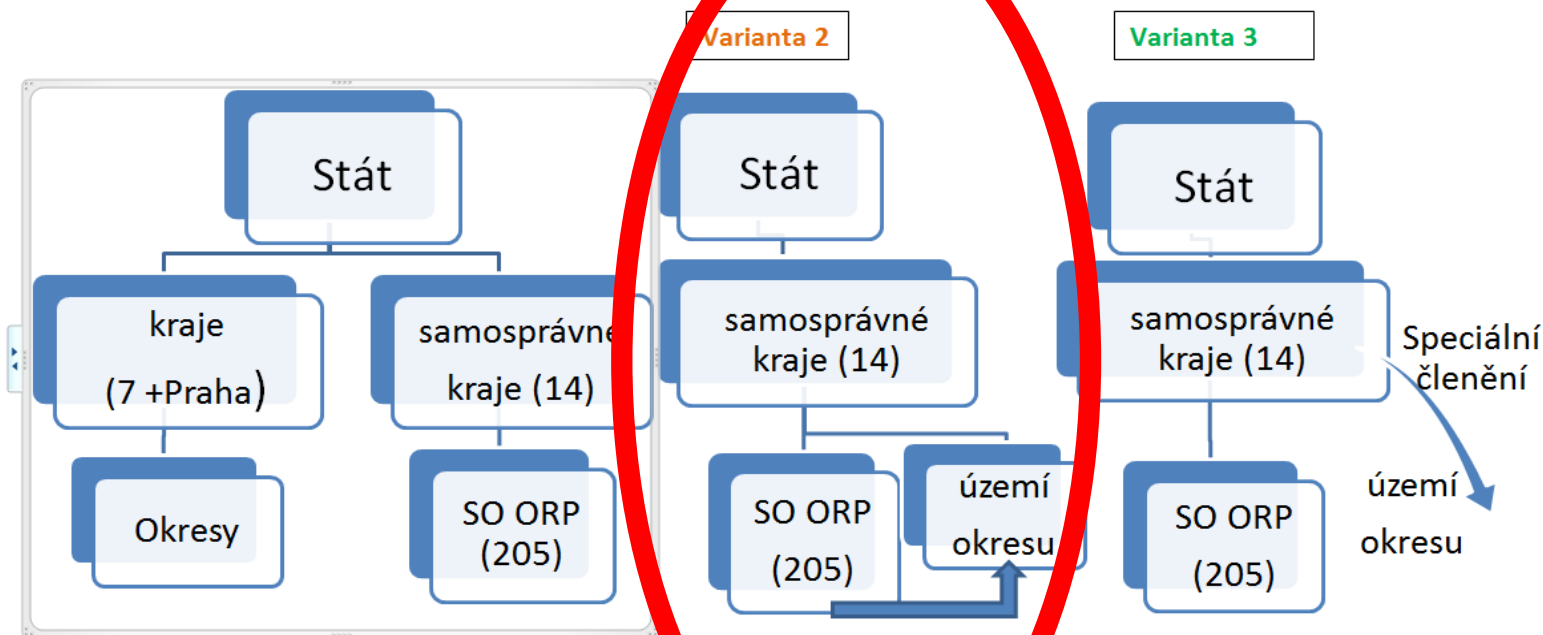 Varianta 2
Varianta 3
Stát
kraje
(7 +Praha)
Okresy
samosprávné
kraje (14)
SO ORP
(205)
Stát
samosprávné
kraje (14)
SO ORP
(205)
území
okresu
Stát
samosprávné
kraje (14)
SO ORP
(205)
Speciální
členění
území
okresu